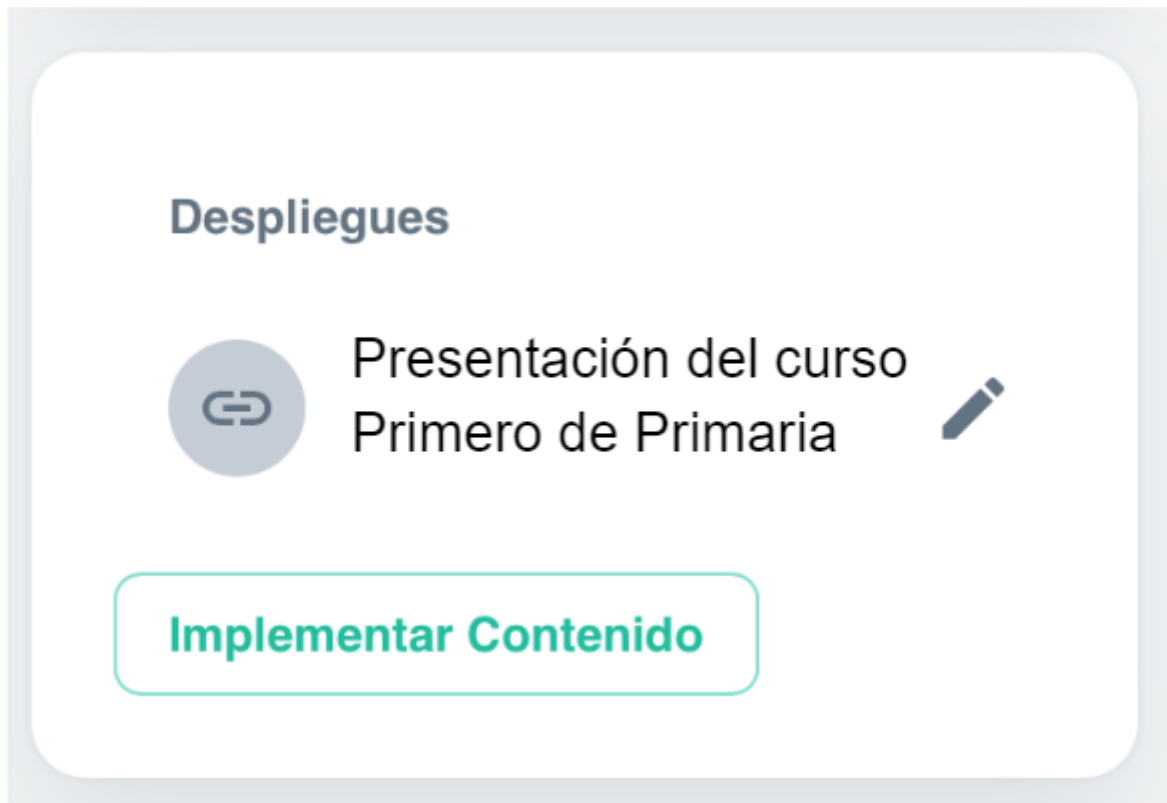 Despliegues
Presentación del curso
Primero de Primaria
Implementar Contenido